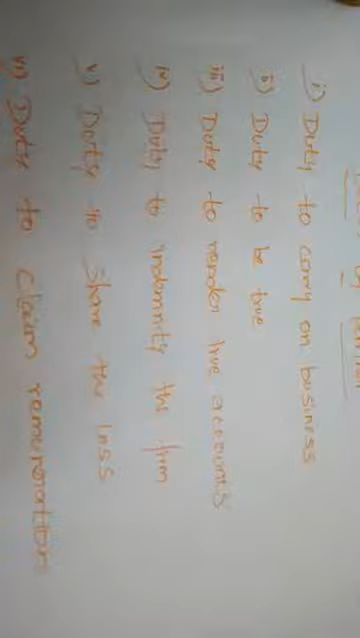 i) Duty to carry on business
ii) Duty to be true
iii) Duty to render true accounts
iv) Duty to indemnity the firm
v) Duty to share the loss
vi) Duty to claim remuneration